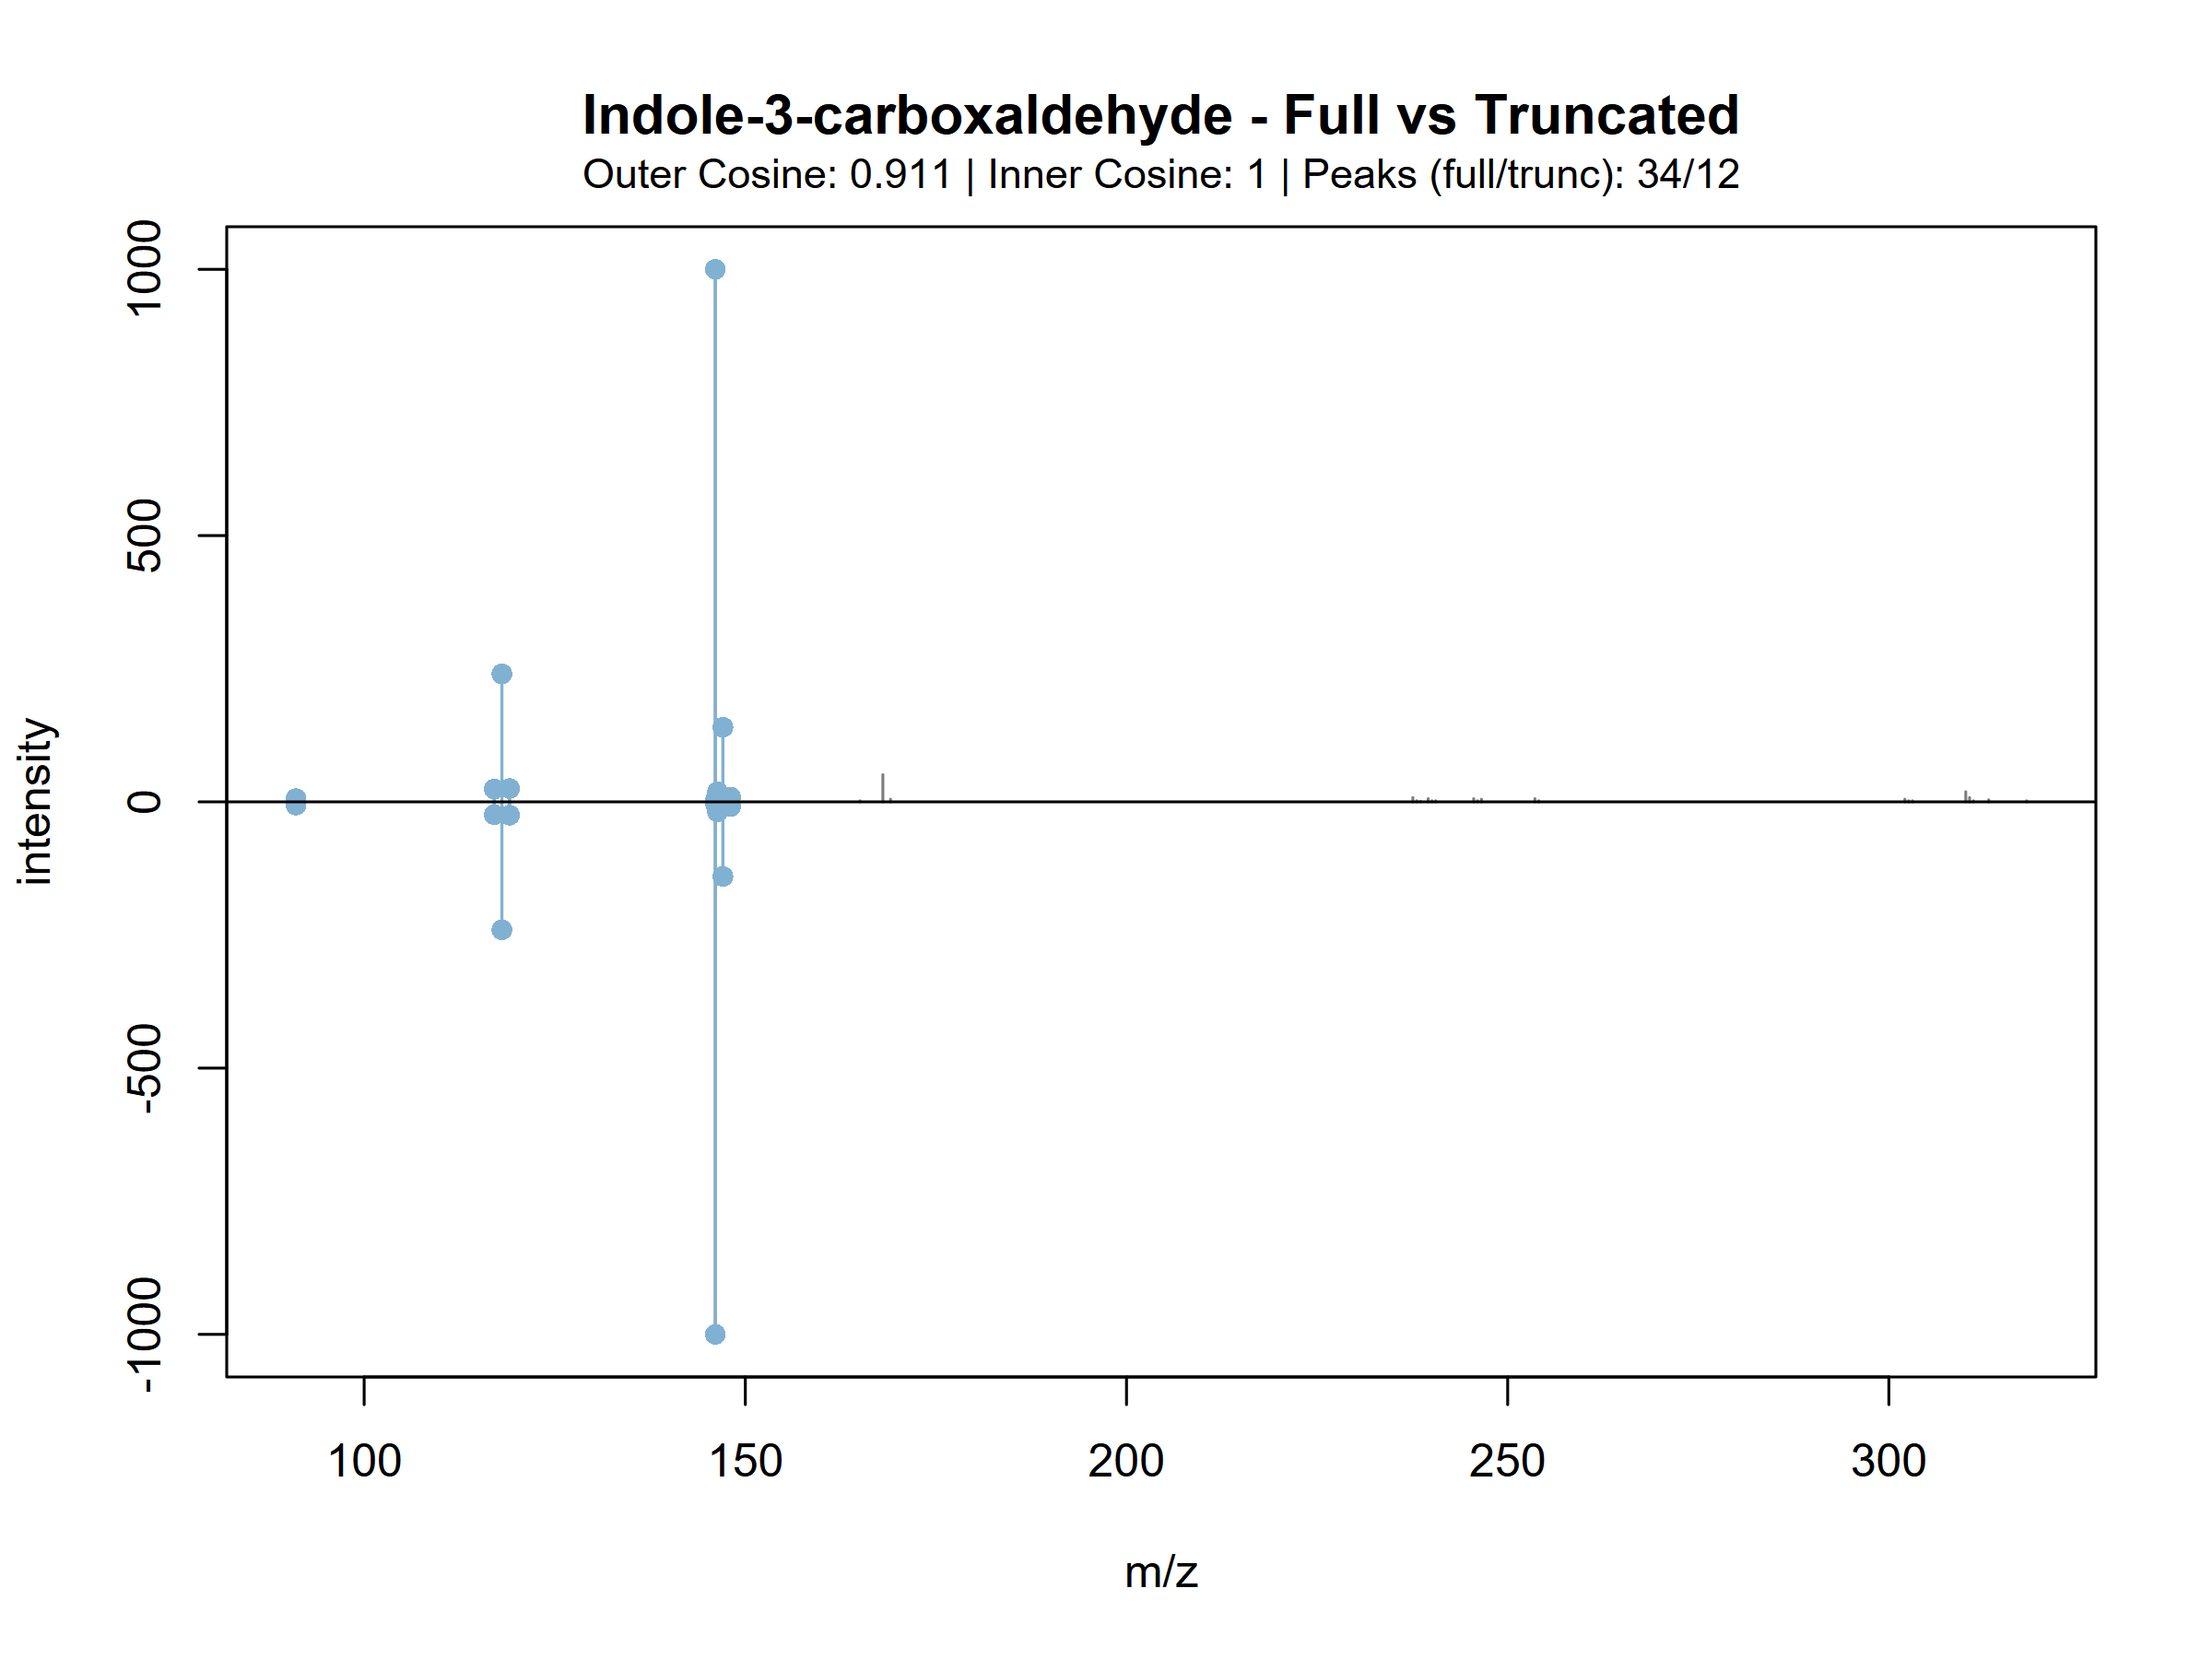 Indole-3-carboxaldehyde - Full vs Truncated
Outer Cosine: 0.911 | Inner Cosine: 1 | Peaks (full/trunc): 34/12
1000
500
0
-500
-1000
intensity
100 150 200 250 300
m/z